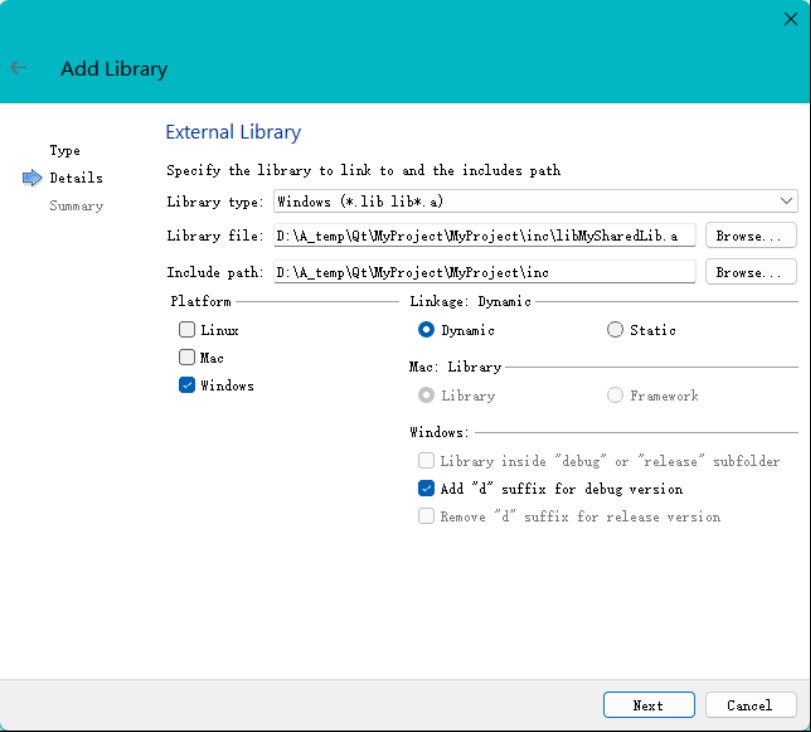 Add Library
Type
Details
Summary
External Library
Specify the library to link to and the includes path
Library type: Windows (*.lib lib*.a)
Library file: D:\A_temp\Qt\MyProject\MyProject\inc\libMySharedLib.a Browse...
Include path: D:\A_temp\Qt\MyProject\MyProject\inc Browse...
Platform
Linux
Mac
Windows
Linkage: Dynamic
Dynamic Static
Mac: Library
Library Framework
Windows:
Library inside "debug" or "release" subfolder
Add "d" suffix for debug version
Remove "d" suffix for release version
Next Cancel